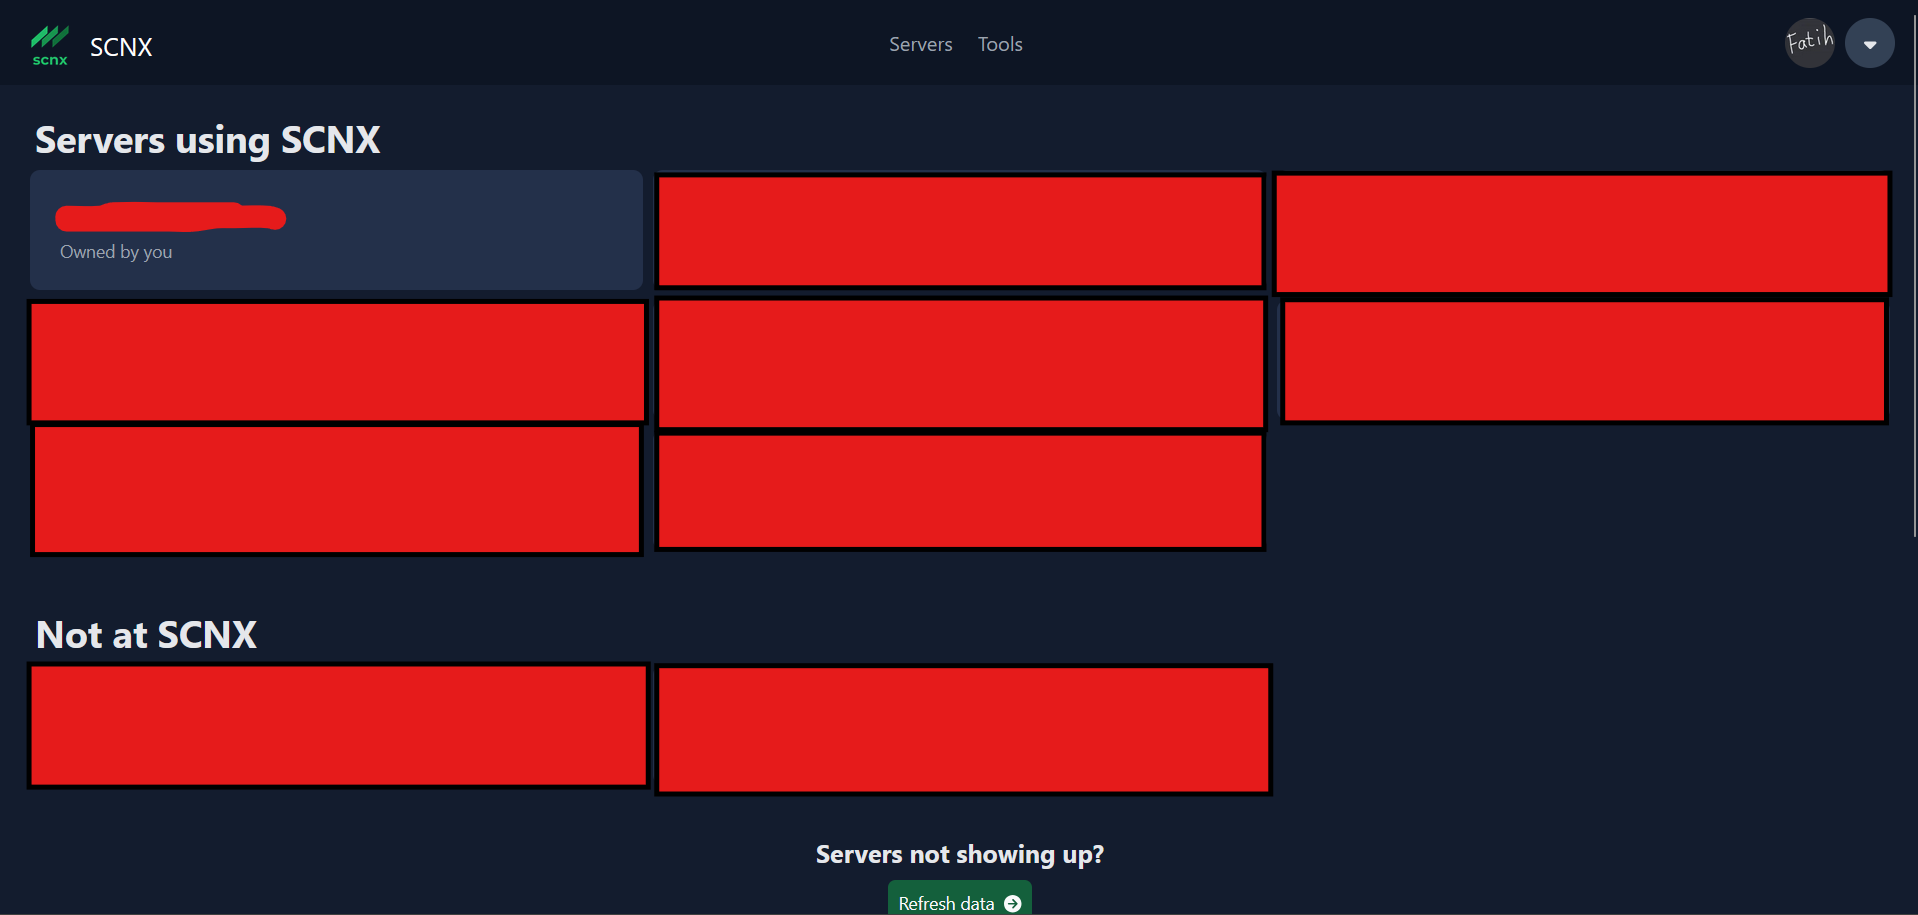 scnx
SCNX
Servers
Tools
Fatih
Servers using SCNX
Owned by you
Not at SCNX
Servers not showing up?
Refresh data